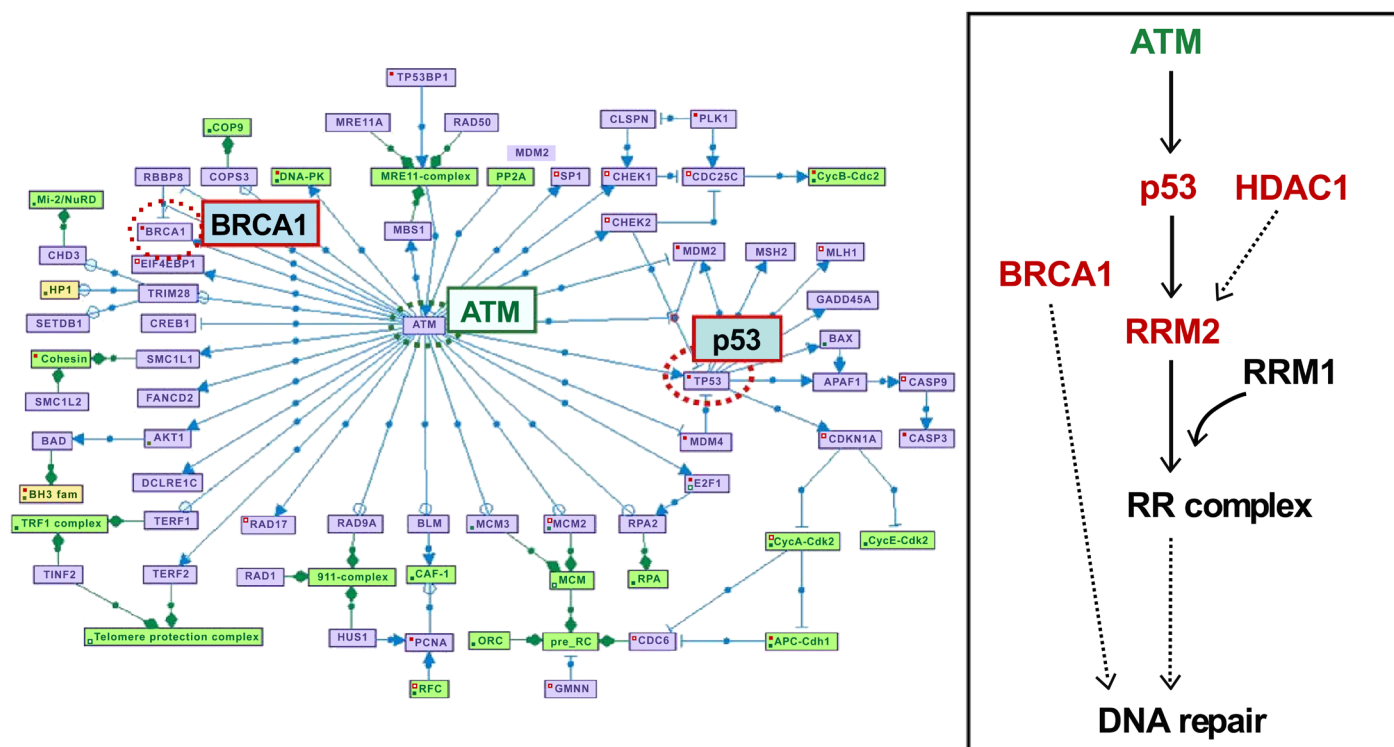 TP53BP1
MRE11A
RAD50
CLSPN
PLK1
COP9
MDM2
RBBP8
COPS3
DNA-PK
MRE11-complex
PP2A
SP1
CHEK1
CDC25C
CycB-Cdc2
Mi-2/NuRD
BRCA1
BRCA1
MBS1
CHEK2
CHD3
EIF4EBP1
MDM2
MSH2
MLH1
HP1
TRIM28
GADD45A
SETDB1
CREB1
ATM
ATM
p53
BAX
Cohesin
SMC1L1
TP53
APAF1
CASP9
SMC1L2
FANCD2
BAD
AKT1
MDM4
CDKN1A
CASP3
DCLRE1C
E2F1
BH3 fam
TRF1 complex
TERF1
RAD17
RAD9A
BLM
MCM3
MCM2
RPA2
CycA-Cdk2
CycE-Cdk2
TINF2
TERF2
RAD1
911-complex
CAF-1
MCM
RPA
Telomere protection complex
HUS1
PCNA
ORC
pre_RC
CDC6
APC-Cdh1
RFC
GMNN
ATM
p53
HDAC1
BRCA1
RRM2
RRM1
RR complex
DNA repair